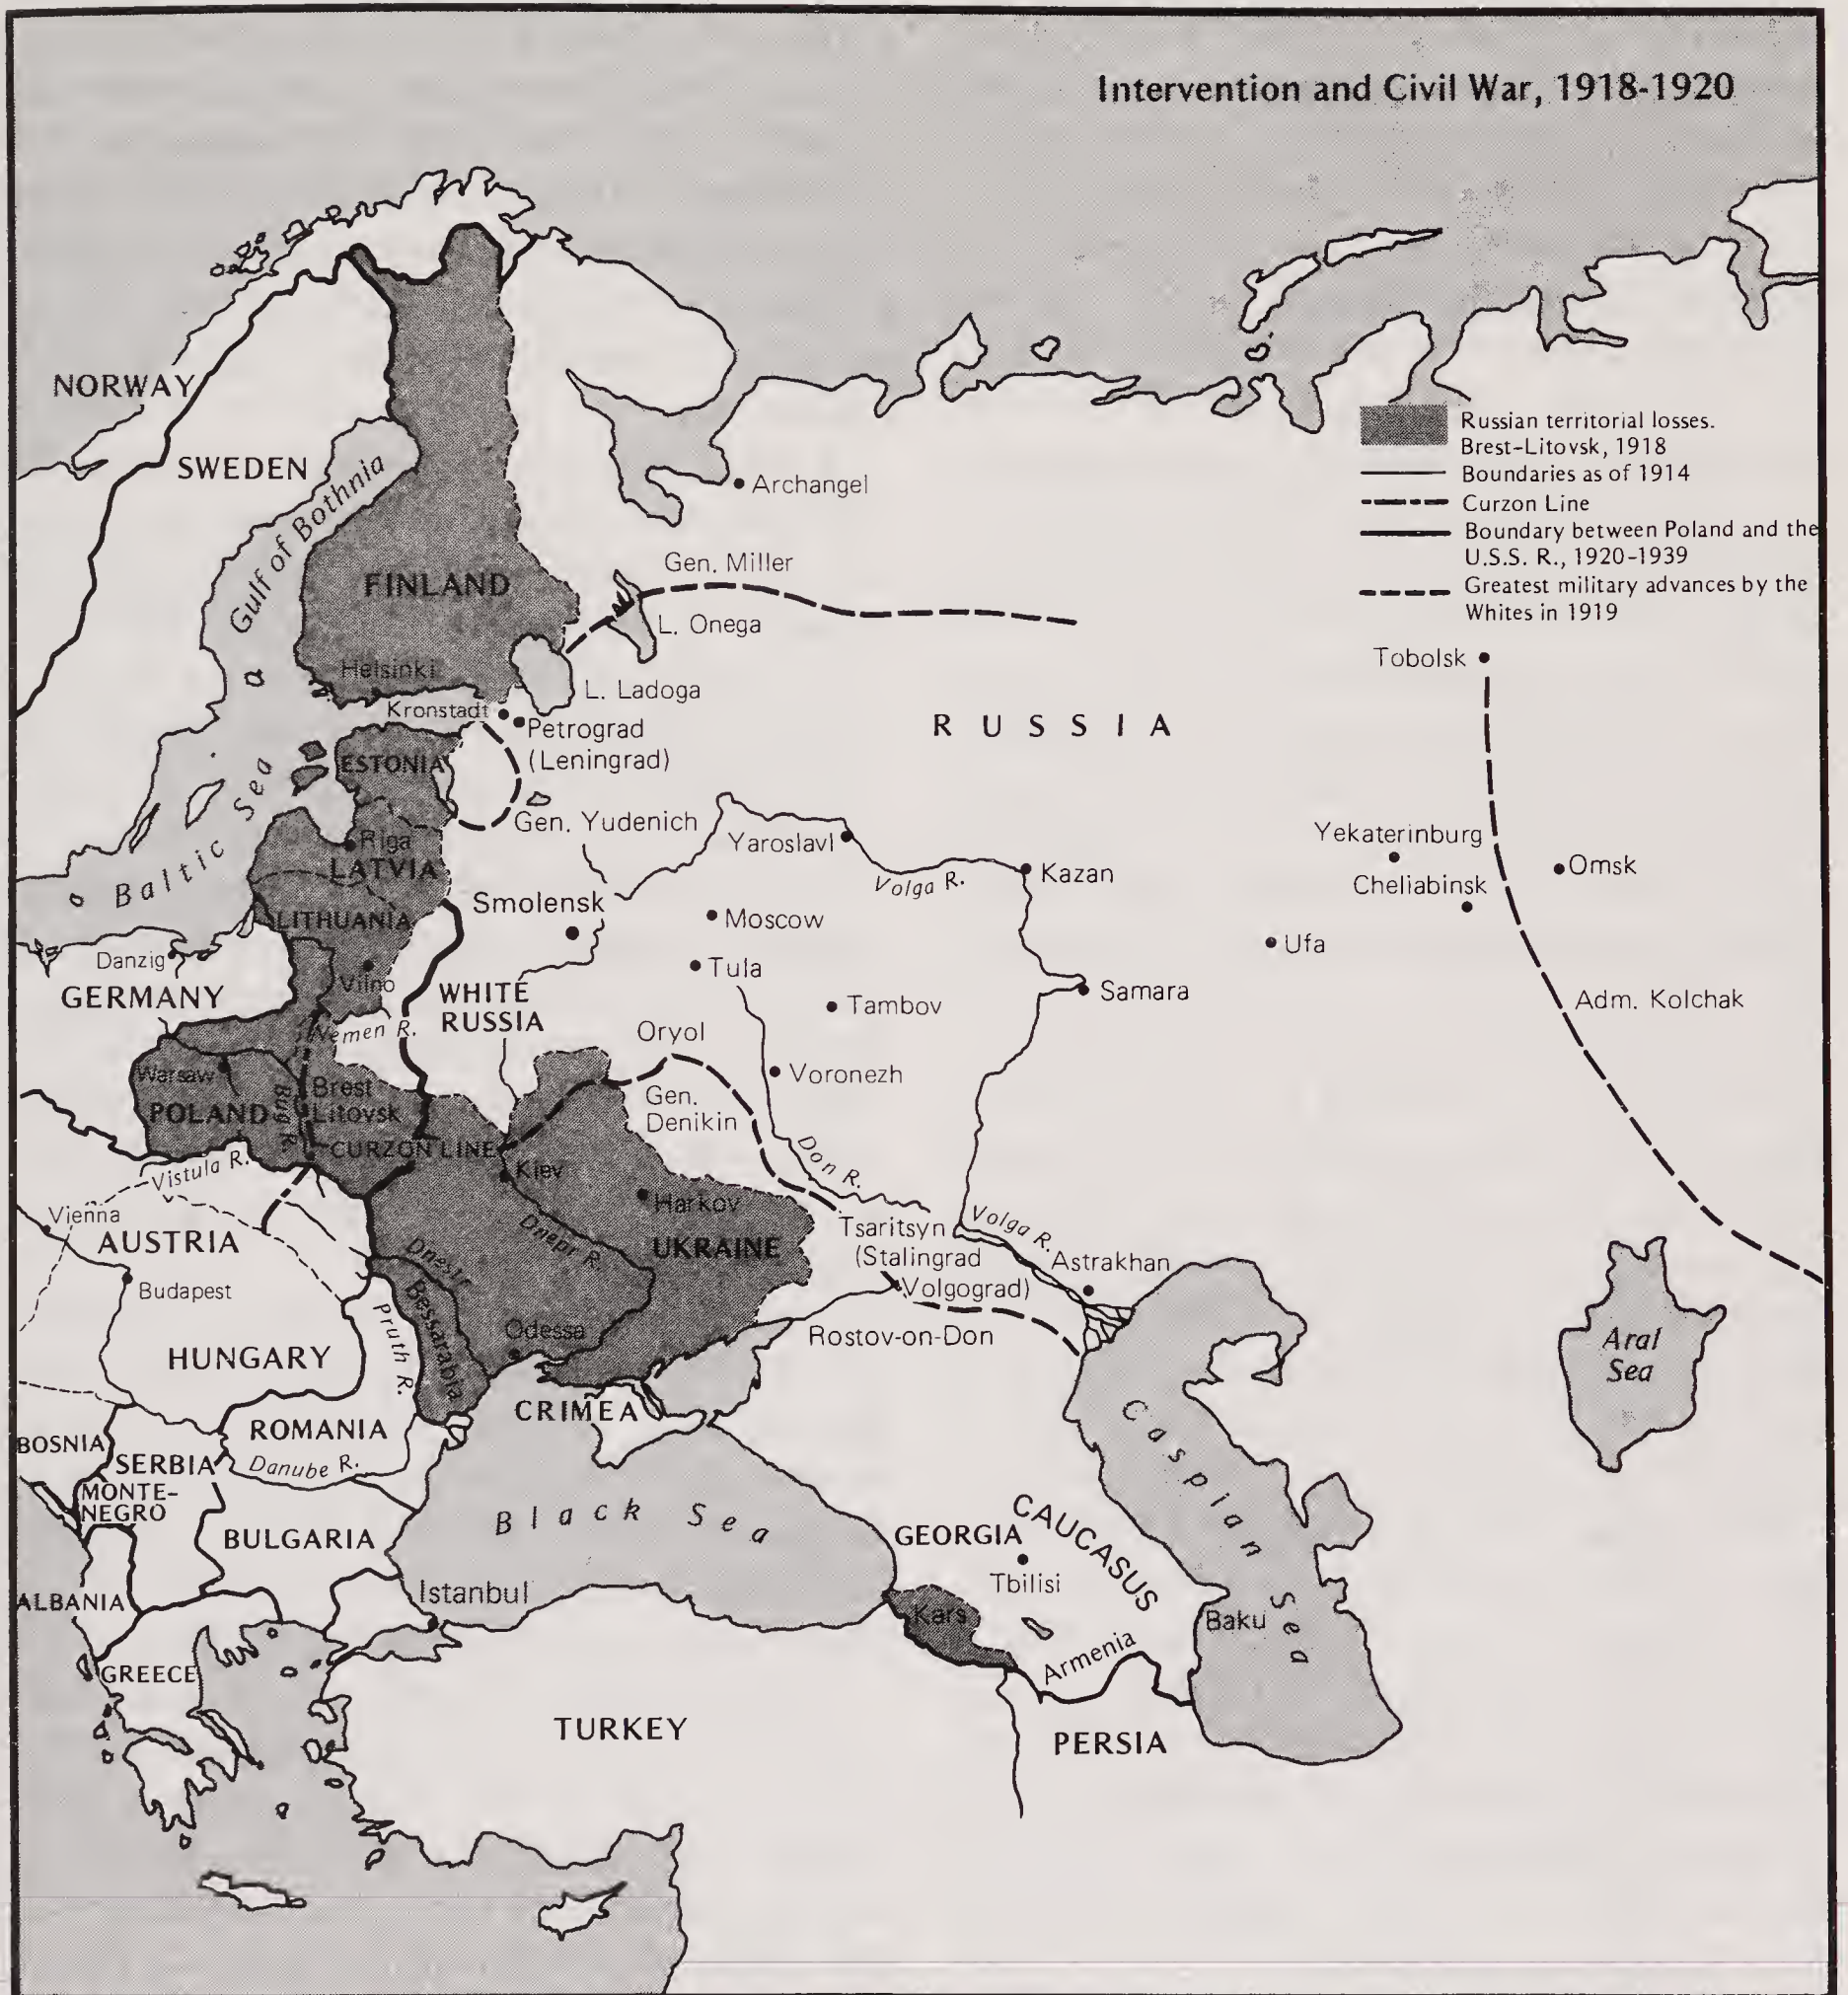 Intervention and Civil War, 1918-1920
Russian territorial losses.
Brest-Litovsk, 1918
Boundaries as of 1914
Curzon Line
Boundary between Poland and the
U.S.S. R., 1920-1939
Greatest military advances by the
Whites in 1919
NORWAY
SWEDEN
Gulf of Bothnia
FINLAND
Helsinki
Archangel
Gen. Miller
L. Onega
L. Ladoga
Kronstadt
Petrograd
(Leningrad)
RUSSIA
Tobolsk
a
Baltic Sea
ESTONIA
Gen. Yudenich
Riga
LATVIA
LITHUANIA
Vilno
Danzig
GERMANY
Nemen R.
WHITE
RUSSIA
Smolensk
Yaroslavl
Volga R.
Kazan
Moscow
Tula
Tambov
Samara
Ufa
Yekaterinburg
Cheliabinsk
Omsk
Adm. Kolchak
Oryol
Voronezh
Gen.
Denikin
Don R.
Warsaw
POLAND
Bug R.
Brest
Litovsk
CURZON LINE
Vistula R.
Kiev
Harkov
UKRAINE
Dnepr R.
Dnestr
Bessarabia
Odessa
Pruth R.
Vienna
AUSTRIA
Budapest
HUNGARY
Tsaritsyn
(Stalingrad
Volgograd)
Volga R.
Astrakhan
Rostov-on-Don
Aral
Sea
CRIMEA
ROMANIA
Danube R.
BOSNIA
SERBIA
MONTE-
NEGRO
BULGARIA
ALBANIA
GREECE
Black Sea
Istanbul
TURKEY
Caspian Sea
CAUCASUS
GEORGIA
Tbilisi
Kars
Armenia
Baku
PERSIA